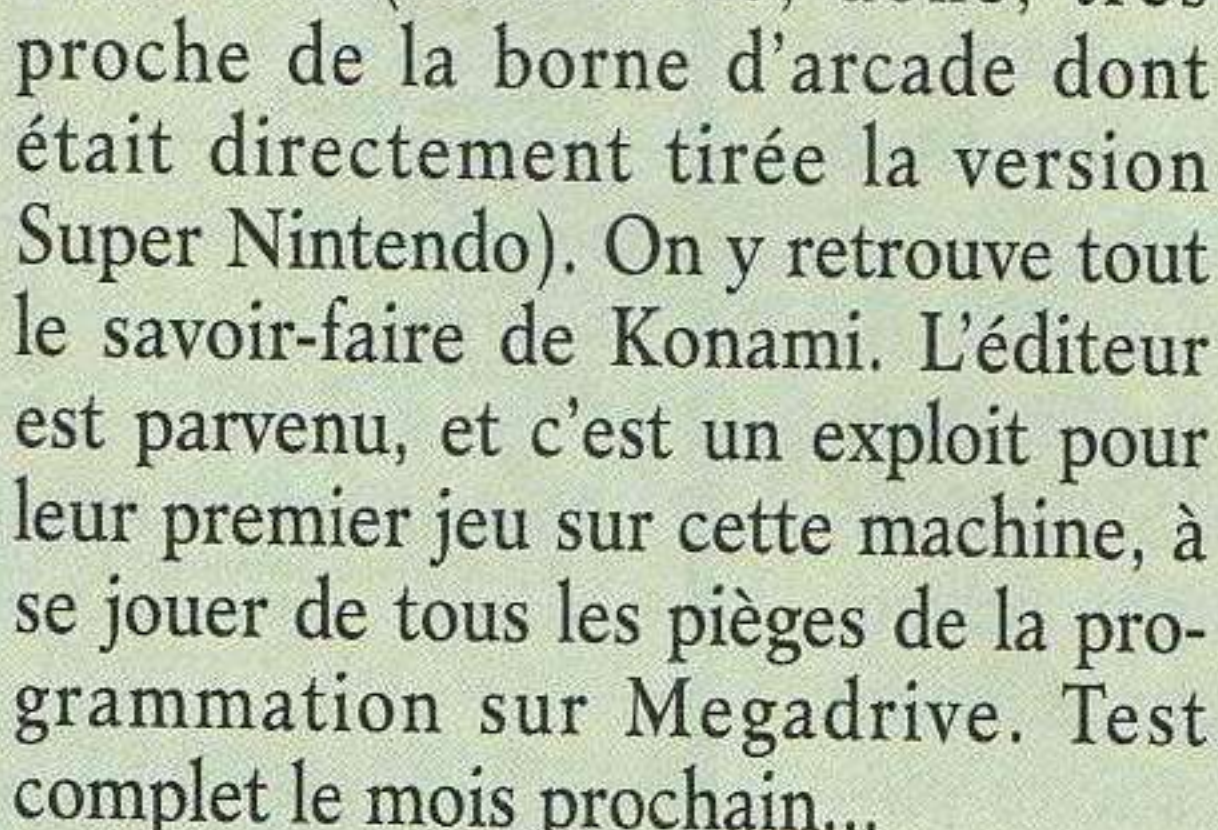 très
proche de la borne d'arcade dont
était directement tirée la version
Super Nintendo). On y retrouve tout
le savoir-faire de Konami. L'éditeur
est parvenu, et c'est un exploit pour
leur premier jeu sur cette machine, à
se jouer de tous les pièges de la pro-
grammation sur Megadrive. Test
complet le mois prochain...